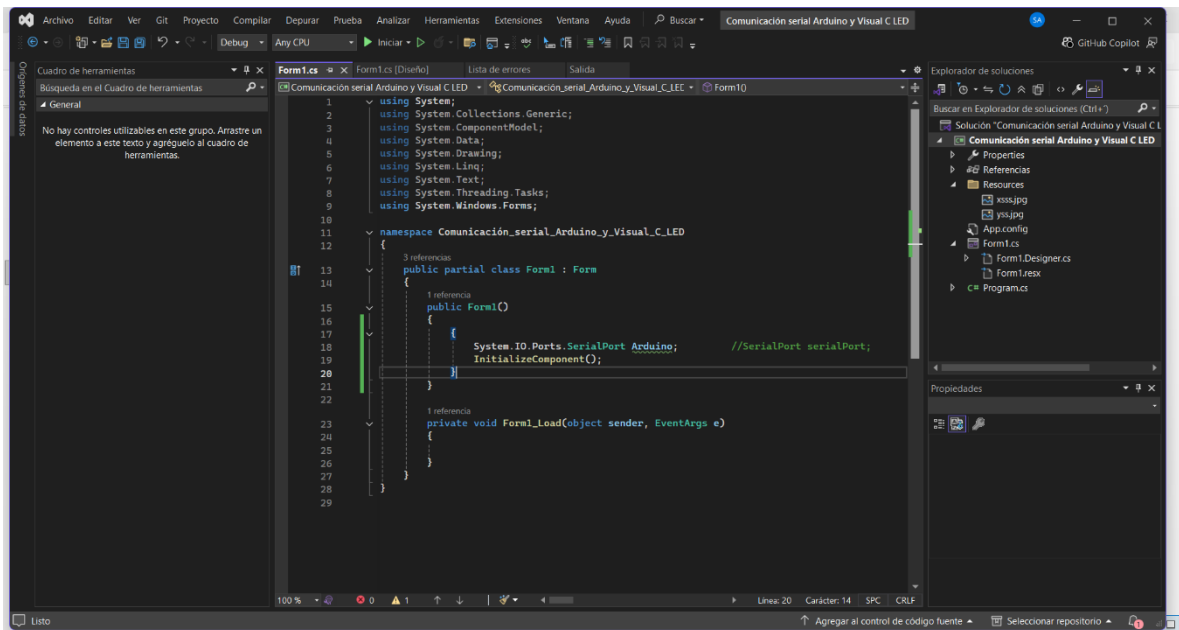 Archivo Editar Ver Git Proyecto Compilar Depurar Prueba Analizar Herramientas Extensiones Ventana Ayuda Buscar Comunicación serial Arduino y Visual C LED SA
Debug Any CPU Iniciar GitHub Copilot
Orígenes de datos
Cuadro de herramientas
Búsqueda en el Cuadro de herramientas
General
No hay controles utilizables en este grupo. Arrastre un
elemento a este texto y agréguelo al cuadro de
herramientas.
Form1.cs Form1.cs [Diseño] Lista de errores Salida
Comunicación serial Arduino y Visual C LED Comunicación_serial_Arduino_y_Visual_C_LED Form1()
1 using System;
2 using System.Collections.Generic;
3 using System.ComponentModel;
4 using System.Data;
5 using System.Drawing;
6 using System.Linq;
7 using System.Text;
8 using System.Threading.Tasks;
9 using System.Windows.Forms;
10
11 namespace Comunicación_serial_Arduino_y_Visual_C_LED
12 {
3 referencias
13 public partial class Form1 : Form
14 {
1 referencia
15 public Form1()
16 {
17 {
18 System.IO.Ports.SerialPort Arduino; //SerialPort serialPort;
19 InitializeComponent();
20 }
21 }
22
1 referencia
23 private void Form1_Load(object sender, EventArgs e)
24 {
25
26 }
27 }
28 }
29
100 % 0 1 Línea: 20 Carácter: 14 SPC CRLF
Explorador de soluciones
Buscar en Explorador de soluciones (Ctrl+')
Solución "Comunicación serial Arduino y Visual C L
Comunicación serial Arduino y Visual C LED
Properties
Referencias
Resources
xsss.jpg
yss.jpg
App.config
Form1.cs
Form1.Designer.cs
Form1.resx
C# Program.cs
Propiedades
Listo Agregar al control de código fuente Seleccionar repositorio